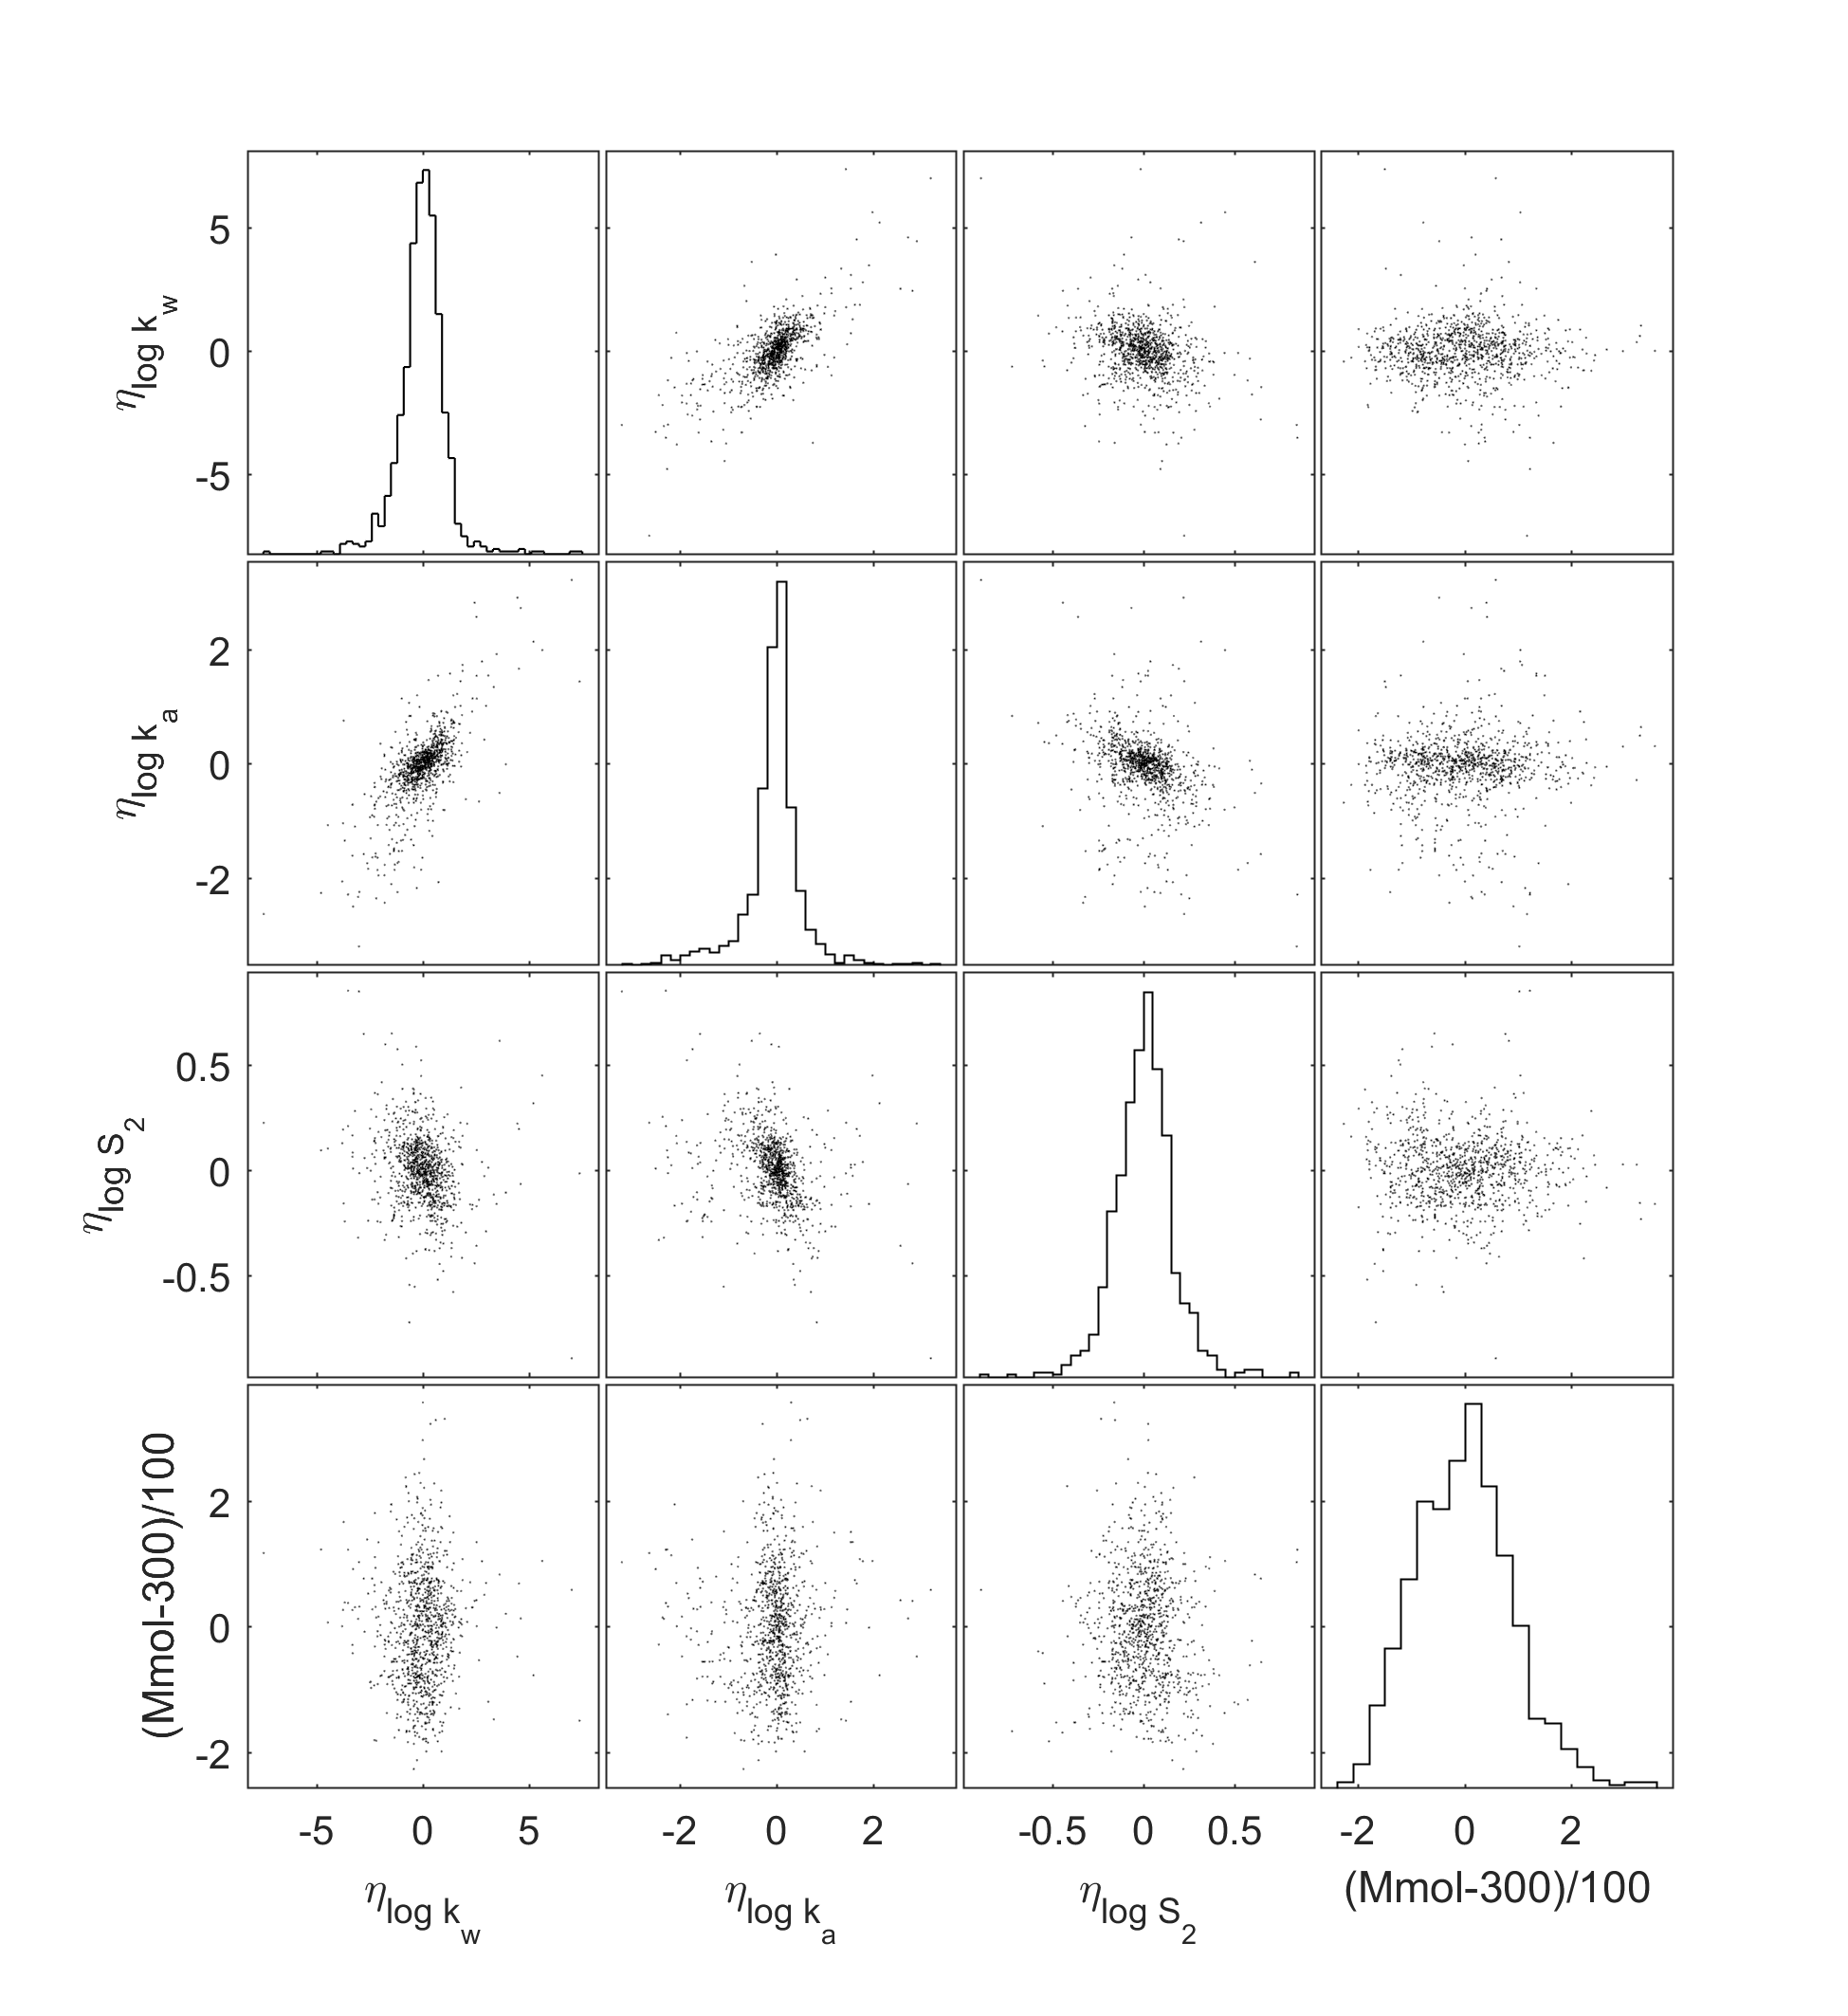 η_log k_w
5
0
-5
η_log k_a
2
0
-2
η_log S_2
0.5
0
-0.5
(Mmol-300)/100
2
0
-2
-5 0 5 -2 0 2 -0.5 0 0.5 -2 0 2
η_log k_w η_log k_a η_log S_2 (Mmol-300)/100